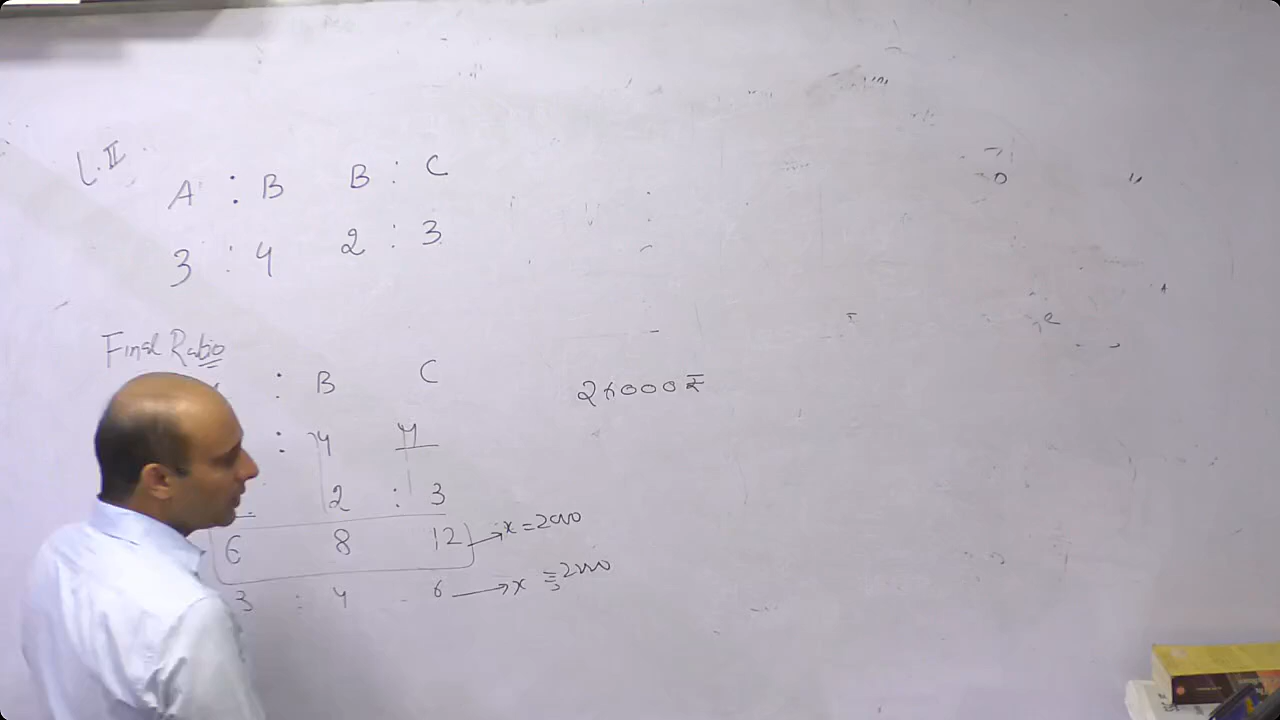 L.II
A : B B : C
3 : 4 2 : 3
Final Ratio
: B C
: 4 4
2 : 3
6 8 12 → x = 2000
3 : 4 6 → x = 2000
26000 ₹